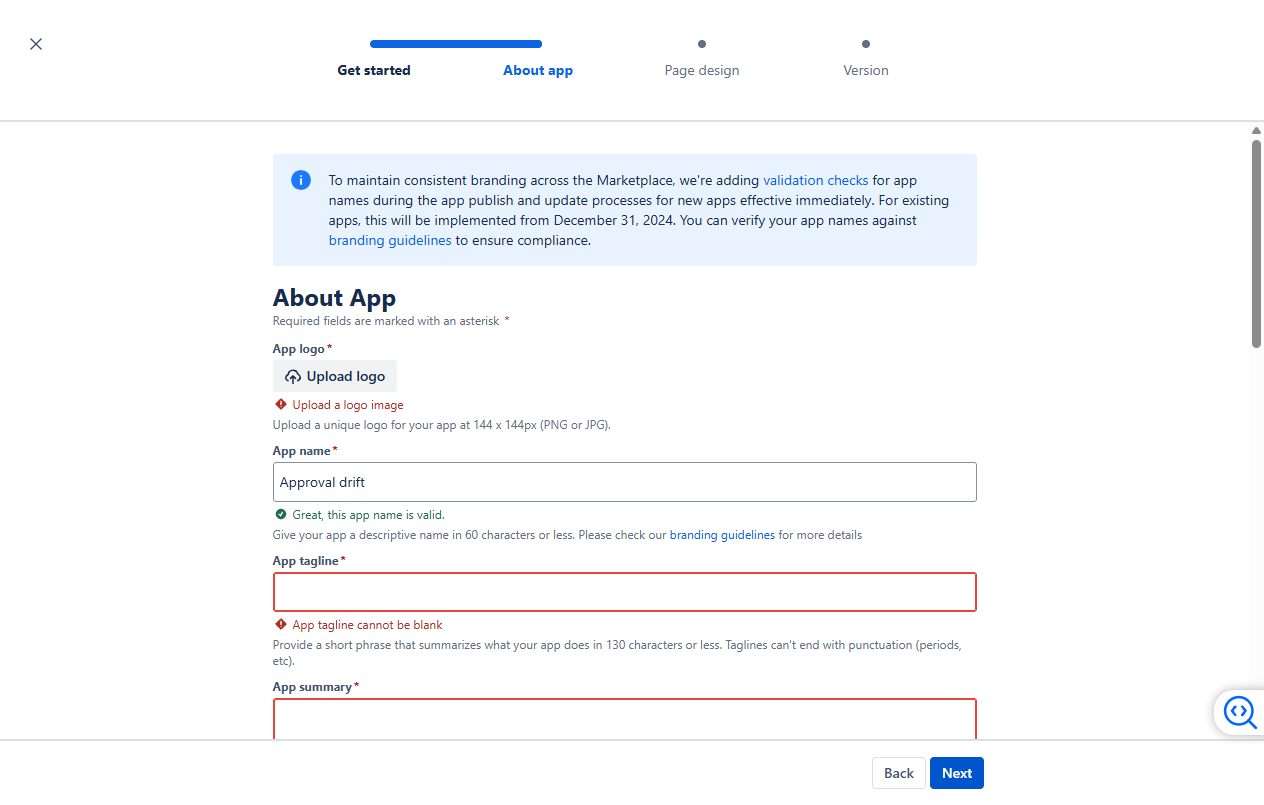 Get started
About app
Page design
Version
To maintain consistent branding across the Marketplace, we're adding validation checks for app
names during the app publish and update processes for new apps effective immediately. For existing
apps, this will be implemented from December 31, 2024. You can verify your app names against
branding guidelines to ensure compliance.
About App
Required fields are marked with an asterisk *
App logo *
Upload logo
Upload a logo image
Upload a unique logo for your app at 144 x 144px (PNG or JPG).
App name *
Approval drift
Great, this app name is valid.
Give your app a descriptive name in 60 characters or less. Please check our branding guidelines for more details
App tagline *
App tagline cannot be blank
Provide a short phrase that summarizes what your app does in 130 characters or less. Taglines can't end with punctuation (periods,
etc).
App summary *
Back
Next